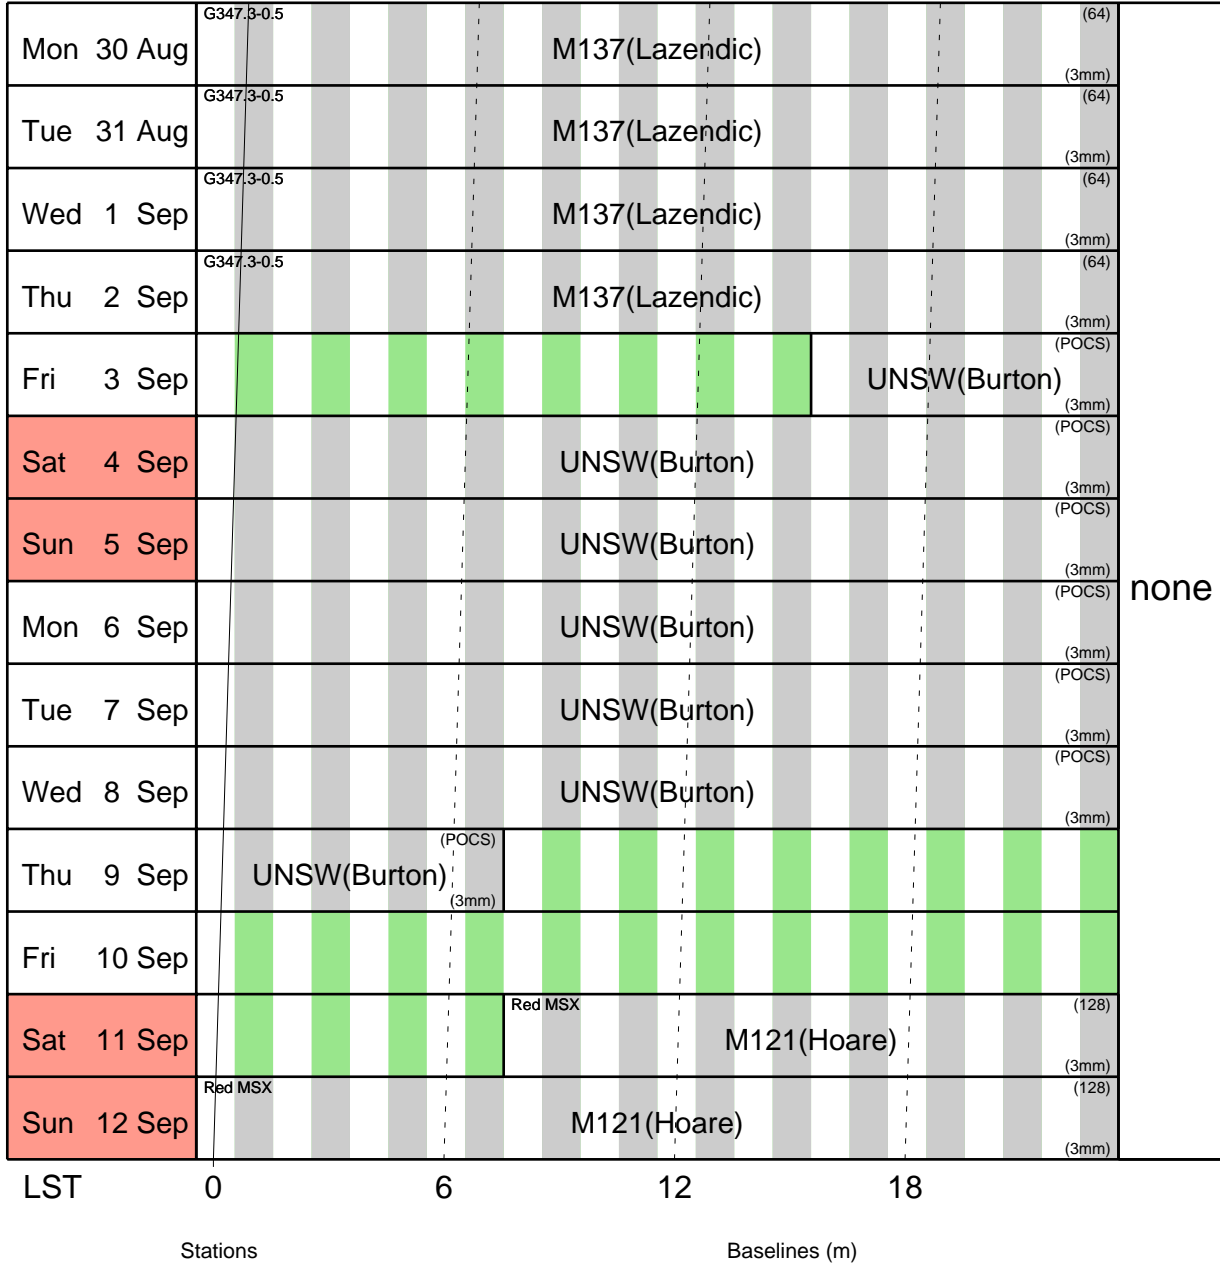 G347.3-0.5 (64)
Mon 30 Aug M137(Lazendic)
(3mm)
G347.3-0.5 (64)
Tue 31 Aug M137(Lazendic)
(3mm)
G347.3-0.5 (64)
Wed 1 Sep M137(Lazendic)
(3mm)
G347.3-0.5 (64)
Thu 2 Sep M137(Lazendic)
(3mm)
(POCS)
Fri 3 Sep UNSW(Burton)
(3mm)
(POCS)
Sat 4 Sep UNSW(Burton)
(3mm)
(POCS)
Sun 5 Sep UNSW(Burton)
(3mm)
none
(POCS)
Mon 6 Sep UNSW(Burton)
(3mm)
(POCS)
Tue 7 Sep UNSW(Burton)
(3mm)
(POCS)
Wed 8 Sep UNSW(Burton)
(3mm)
(POCS)
Thu 9 Sep UNSW(Burton)
(3mm)
Fri 10 Sep
Red MSX (128)
Sat 11 Sep M121(Hoare)
(3mm)
Red MSX (128)
Sun 12 Sep M121(Hoare)
(3mm)
LST 0 6 12 18
Stations Baselines (m)